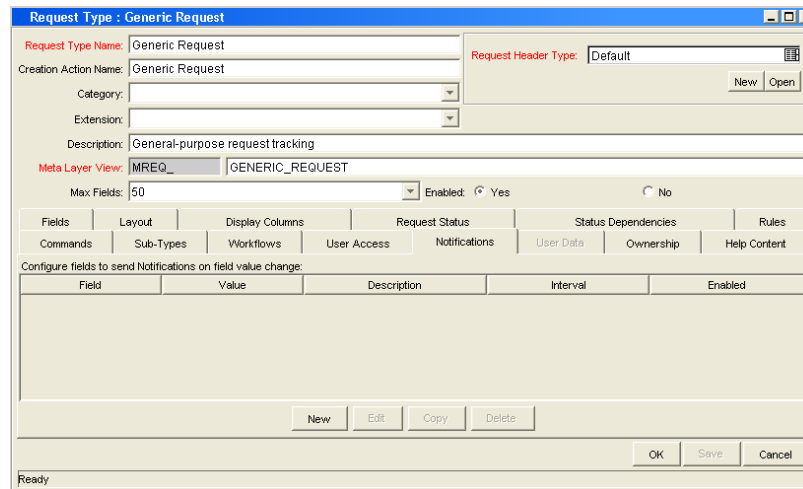 Request Type : Generic Request
Request Type Name: Generic Request
Request Header Type: Default
Creation Action Name: Generic Request
New Open
Category:
Extension:
Description: General-purpose request tracking
Meta Layer View: MREQ_ GENERIC_REQUEST
Max Fields: 50 Enabled: Yes No
Fields Layout Display Columns Request Status Status Dependencies Rules
Commands Sub-Types Workflows User Access Notifications User Data Ownership Help Content
Configure fields to send Notifications on field value change:
Field Value Description Interval Enabled
New Edit Copy Delete
OK Save Cancel
Ready